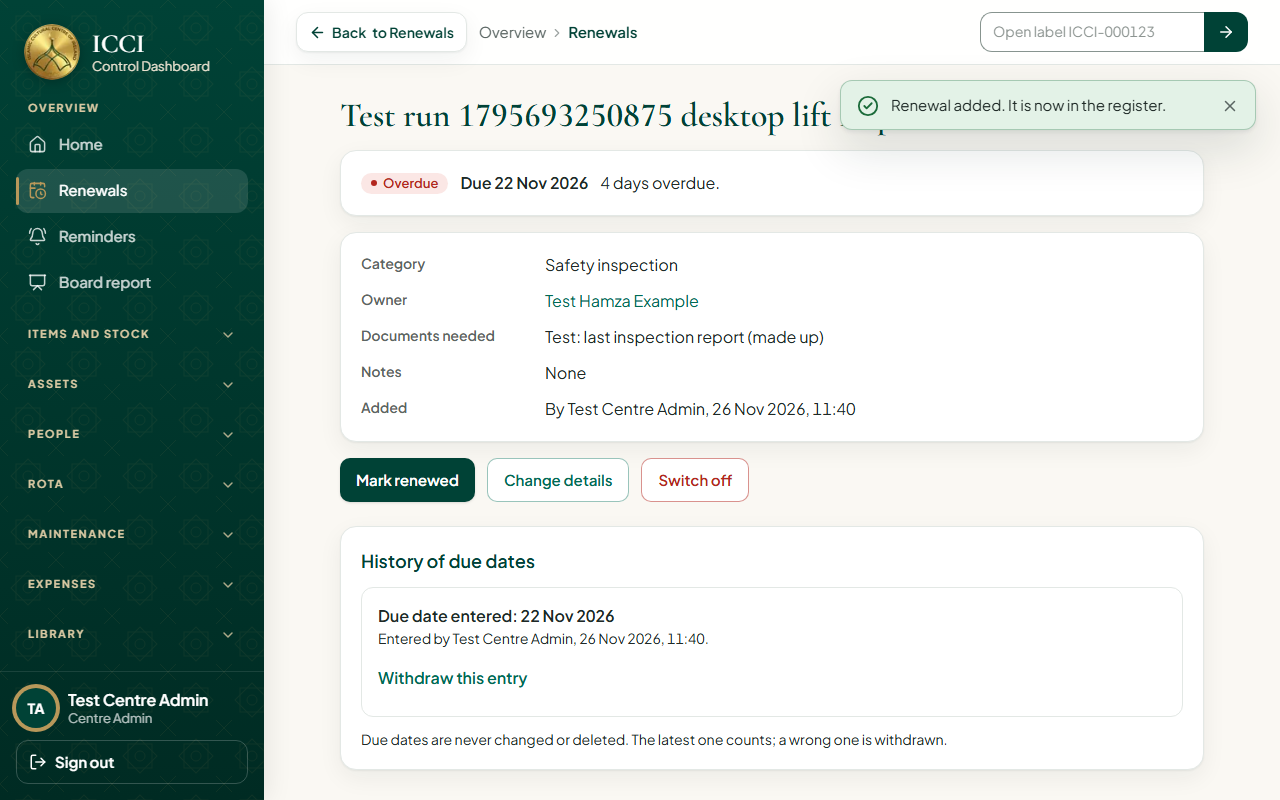 ICCI
Control Dashboard
OVERVIEW
Home
Renewals
Reminders
Board report
ITEMS AND STOCK
ASSETS
PEOPLE
ROTA
MAINTENANCE
EXPENSES
LIBRARY
TA
Test Centre Admin
Centre Admin
Sign out
Back to Renewals
Overview
Renewals
Open label ICCI-000123
Renewal added. It is now in the register.
Test run 1795693250875 desktop lift
Overdue
Due 22 Nov 2026 4 days overdue.
Category Safety inspection
Owner Test Hamza Example
Documents needed Test: last inspection report (made up)
Notes None
Added By Test Centre Admin, 26 Nov 2026, 11:40
Mark renewed
Change details
Switch off
History of due dates
Due date entered: 22 Nov 2026
Entered by Test Centre Admin, 26 Nov 2026, 11:40.
Withdraw this entry
Due dates are never changed or deleted. The latest one counts; a wrong one is withdrawn.